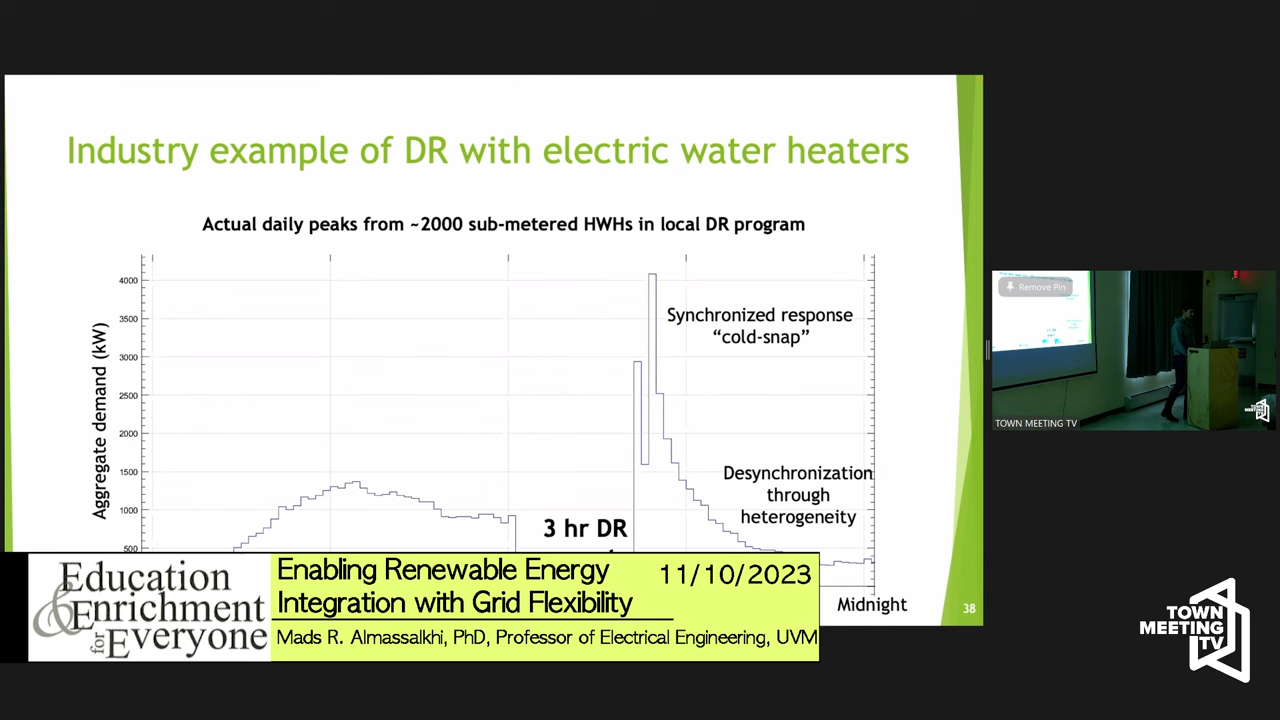 Industry example of DR with electric water heaters
Actual daily peaks from ~2000 sub-metered HWHs in local DR program
Aggregate demand (kW)
4000
3500
3000
2500
2000
1500
1000
500
Synchronized response
“cold-snap”
Desynchronization
through
heterogeneity
3 hr DR
Midnight
38
Remove Pin
TOWN MEETING TV
TOWN
MEETING
TV
Education
& Enrichment
for Everyone
Enabling Renewable Energy
Integration with Grid Flexibility
11/10/2023
Mads R. Almassalkhi, PhD, Professor of Electrical Engineering, UVM
TOWN
MEETING
TV